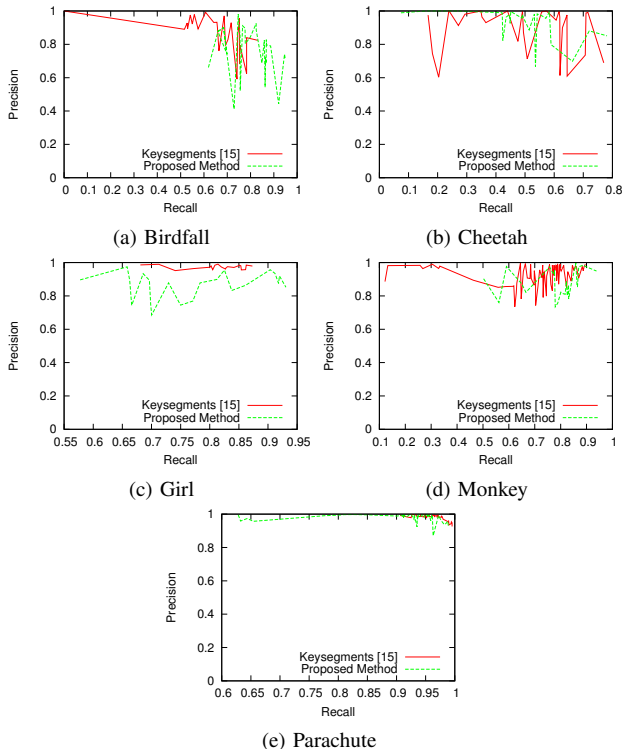 1
0.8
0.6
0.4
0.2
0
Precision
Keysegments [15]
Proposed Method
0 0.1 0.2 0.3 0.4 0.5 0.6 0.7 0.8 0.9 1
Recall
(a) Birdfall
1
0.8
0.6
0.4
0.2
0
Precision
Keysegments [15]
Proposed Method
0 0.1 0.2 0.3 0.4 0.5 0.6 0.7 0.8
Recall
(b) Cheetah
1
0.8
0.6
0.4
0.2
0
Precision
Keysegments [15]
Proposed Method
0.55 0.6 0.65 0.7 0.75 0.8 0.85 0.9 0.95
Recall
(c) Girl
1
0.8
0.6
0.4
0.2
0
Precision
Keysegments [15]
Proposed Method
0.1 0.2 0.3 0.4 0.5 0.6 0.7 0.8 0.9 1
Recall
(d) Monkey
1
0.8
0.6
0.4
0.2
0
Precision
Keysegments [15]
Proposed Method
0.6 0.65 0.7 0.75 0.8 0.85 0.9 0.95 1
Recall
(e) Parachute